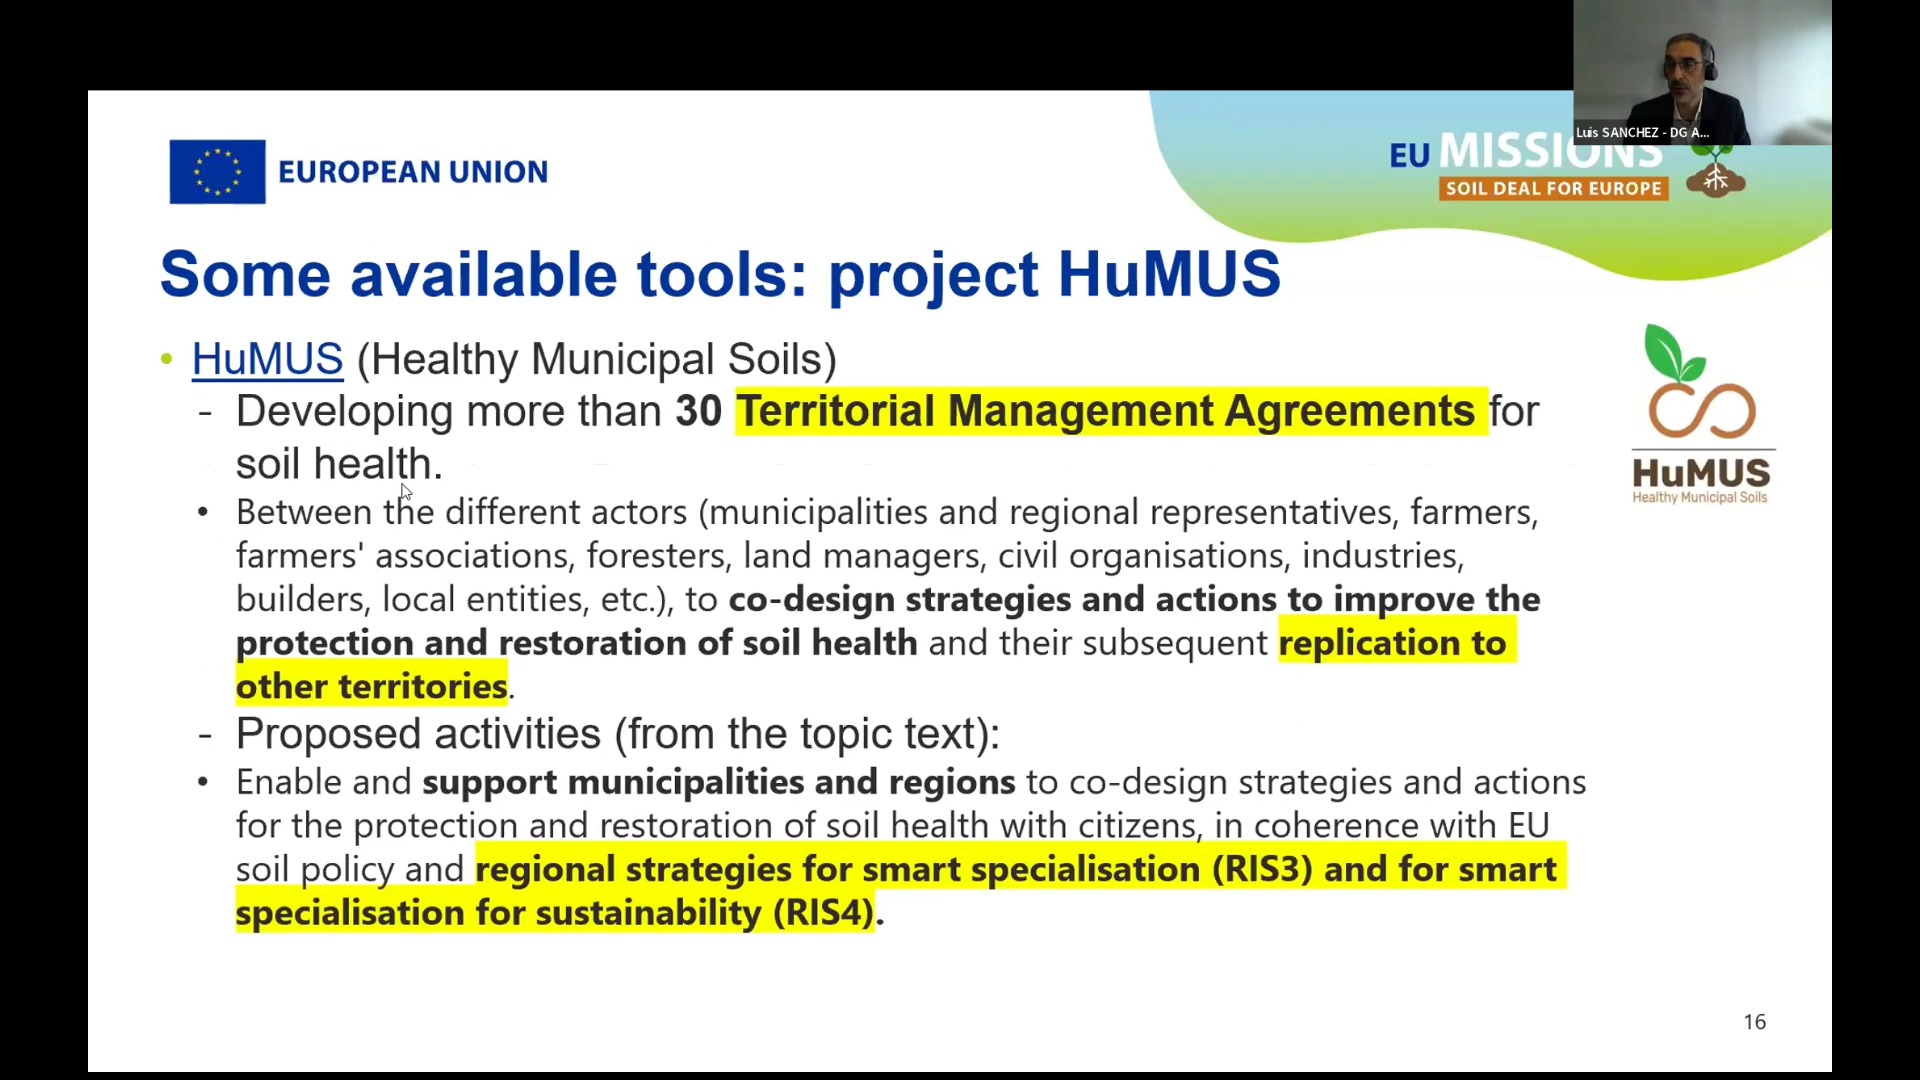 Luis SANCHEZ - DG A...
EUROPEAN UNION
EU MISSIONS
SOIL DEAL FOR EUROPE
Some available tools: project HuMUS
• HuMUS (Healthy Municipal Soils)
- Developing more than 30 Territorial Management Agreements for
soil health.
• Between the different actors (municipalities and regional representatives, farmers,
farmers' associations, foresters, land managers, civil organisations, industries,
builders, local entities, etc.), to co-design strategies and actions to improve the
protection and restoration of soil health and their subsequent replication to
other territories.
- Proposed activities (from the topic text):
• Enable and support municipalities and regions to co-design strategies and actions
for the protection and restoration of soil health with citizens, in coherence with EU
soil policy and regional strategies for smart specialisation (RIS3) and for smart
specialisation for sustainability (RIS4).
HuMUS
Healthy Municipal Soils
16